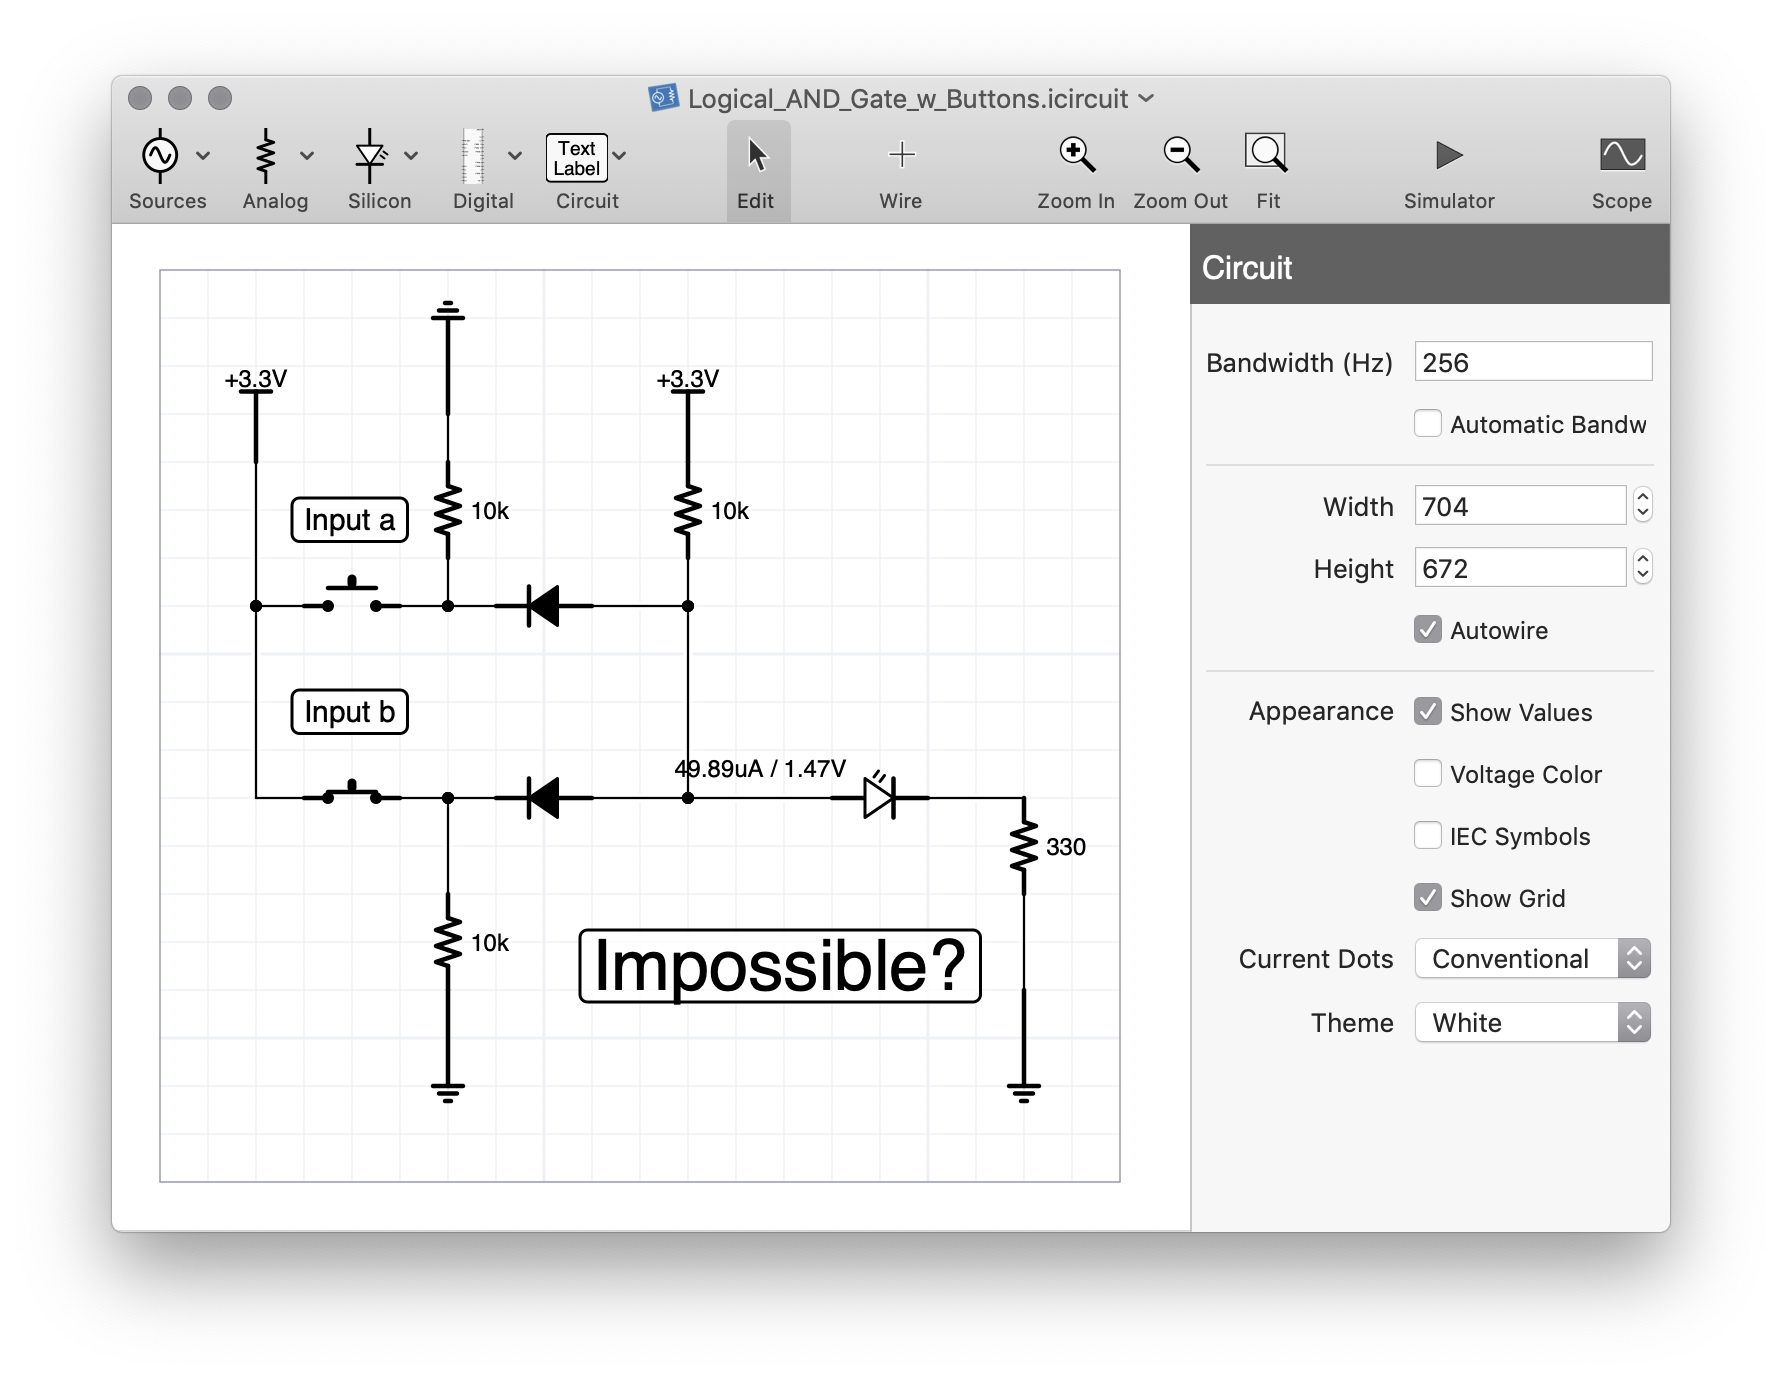 Logical_AND_Gate_w_Buttons.icircuit
Text
Label
Sources
Analog
Silicon
Digital
Circuit
Edit
Wire
Zoom In
Zoom Out
Fit
Simulator
Scope
+3.3V
+3.3V
Input a
10k
10k
Input b
49.89uA / 1.47V
330
10k
Impossible?
Circuit
Bandwidth (Hz)
256
Automatic Bandw
Width
704
Height
672
Autowire
Appearance
Show Values
Voltage Color
IEC Symbols
Show Grid
Current Dots
Conventional
Theme
White